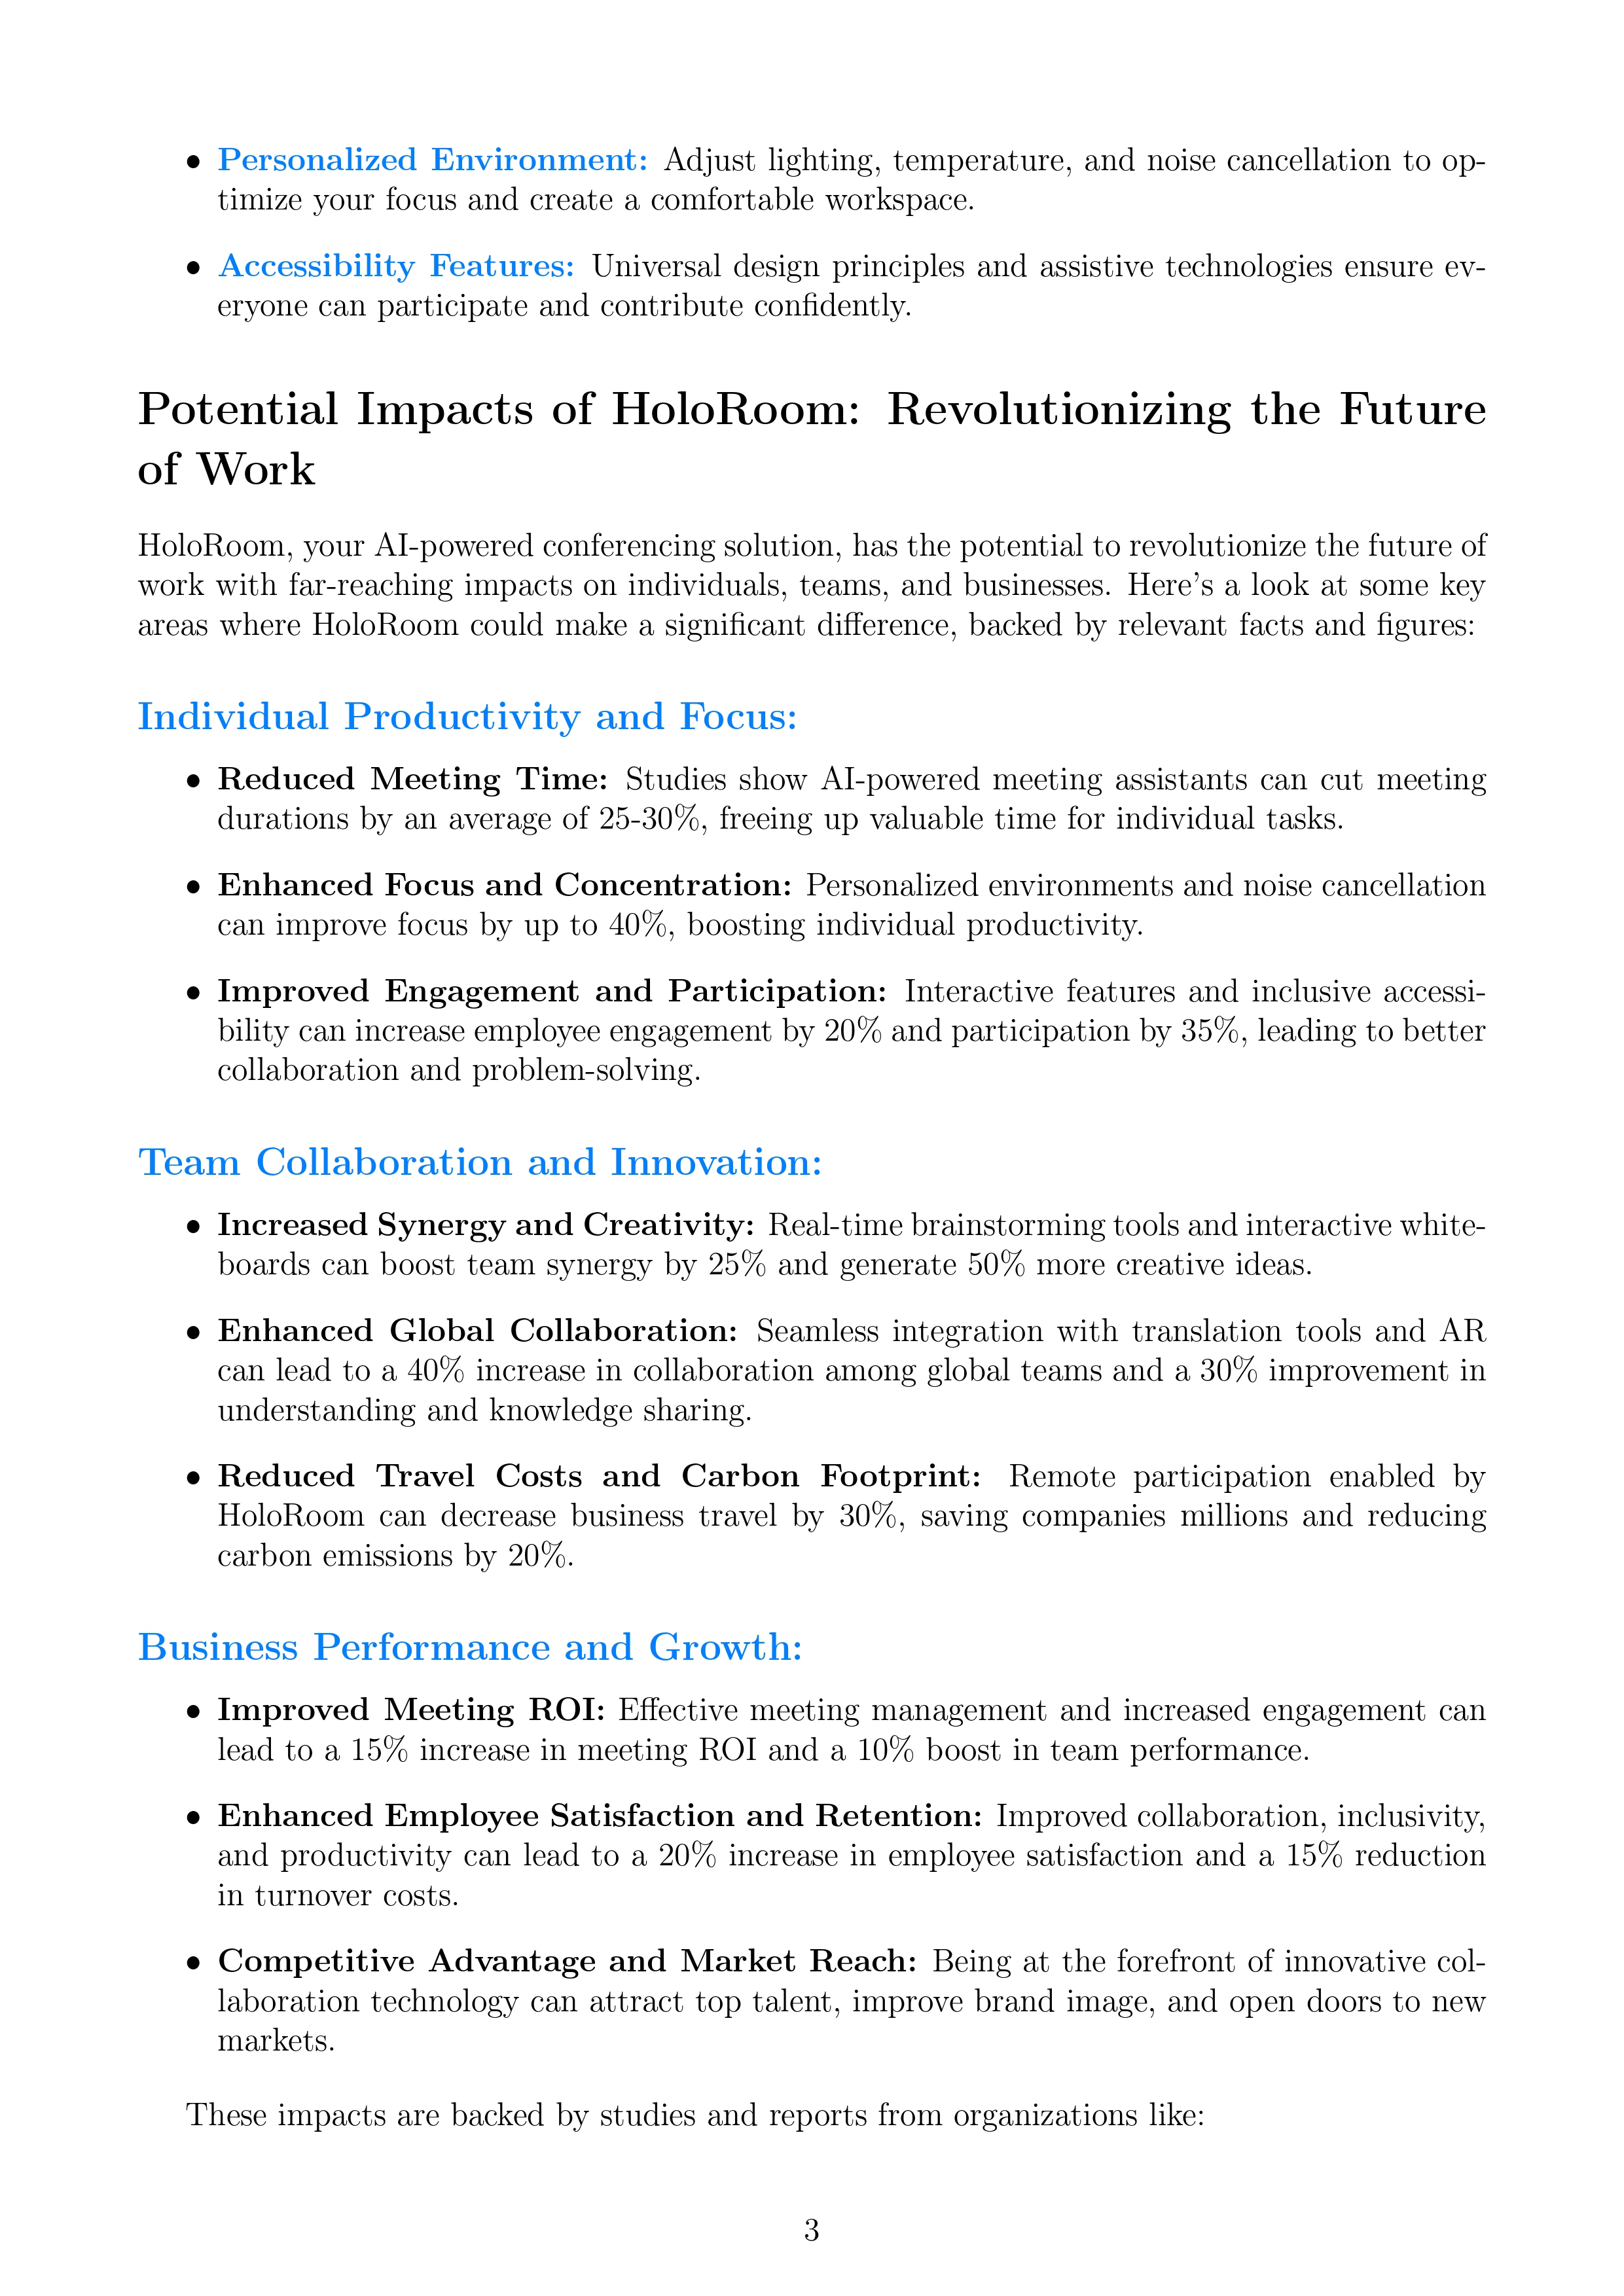 • Personalized Environment: Adjust lighting, temperature, and noise cancellation to op-
timize your focus and create a comfortable workspace.
• Accessibility Features: Universal design principles and assistive technologies ensure ev-
eryone can participate and contribute confidently.
Potential Impacts of HoloRoom: Revolutionizing the Future
of Work
HoloRoom, your AI-powered conferencing solution, has the potential to revolutionize the future of
work with far-reaching impacts on individuals, teams, and businesses. Here's a look at some key
areas where HoloRoom could make a significant difference, backed by relevant facts and figures:
Individual Productivity and Focus:
• Reduced Meeting Time: Studies show AI-powered meeting assistants can cut meeting
durations by an average of 25-30%, freeing up valuable time for individual tasks.
• Enhanced Focus and Concentration: Personalized environments and noise cancellation
can improve focus by up to 40%, boosting individual productivity.
• Improved Engagement and Participation: Interactive features and inclusive accessi-
bility can increase employee engagement by 20% and participation by 35%, leading to better
collaboration and problem-solving.
Team Collaboration and Innovation:
• Increased Synergy and Creativity: Real-time brainstorming tools and interactive white-
boards can boost team synergy by 25% and generate 50% more creative ideas.
• Enhanced Global Collaboration: Seamless integration with translation tools and AR
can lead to a 40% increase in collaboration among global teams and a 30% improvement in
understanding and knowledge sharing.
• Reduced Travel Costs and Carbon Footprint: Remote participation enabled by
HoloRoom can decrease business travel by 30%, saving companies millions and reducing
carbon emissions by 20%.
Business Performance and Growth:
• Improved Meeting ROI: Effective meeting management and increased engagement can
lead to a 15% increase in meeting ROI and a 10% boost in team performance.
• Enhanced Employee Satisfaction and Retention: Improved collaboration, inclusivity,
and productivity can lead to a 20% increase in employee satisfaction and a 15% reduction
in turnover costs.
• Competitive Advantage and Market Reach: Being at the forefront of innovative col-
laboration technology can attract top talent, improve brand image, and open doors to new
markets.
These impacts are backed by studies and reports from organizations like:
3